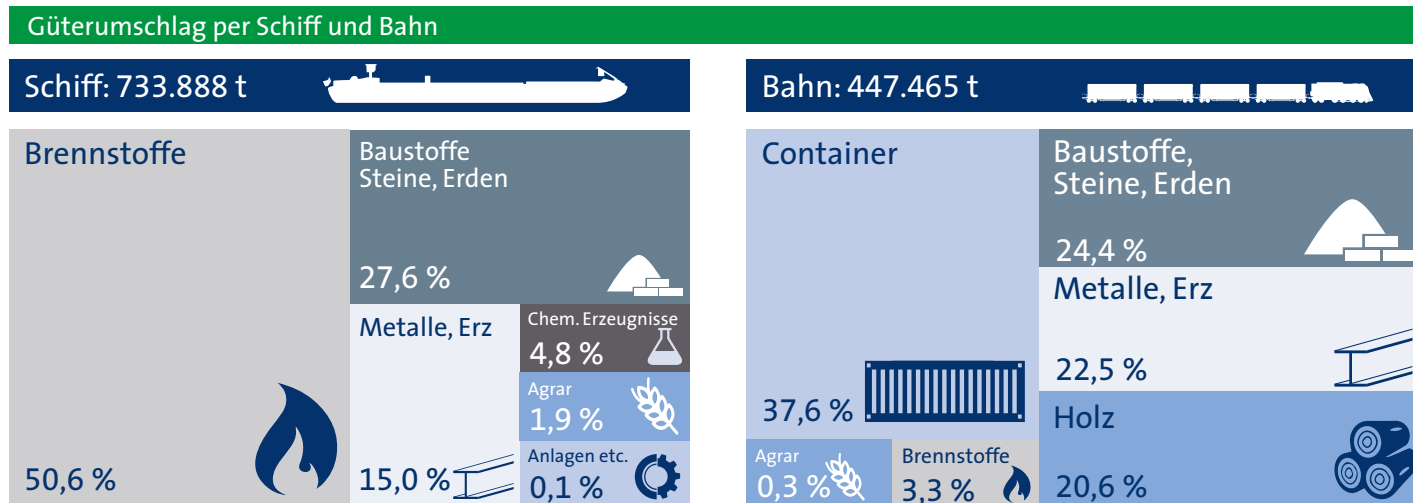 Güterumschlag per Schiff und Bahn
Schiff: 733.888 t
Brennstoffe
50,6 %
Baustoffe
Steine, Erden
27,6 %
Metalle, Erz
15,0 %
Chem. Erzeugnisse
4,8 %
Agrar
1,9 %
Anlagen etc.
0,1 %
Bahn: 447.465 t
Container
37,6 %
Baustoffe,
Steine, Erden
24,4 %
Metalle, Erz
22,5 %
Holz
20,6 %
Agrar
0,3 %
Brennstoffe
3,3 %